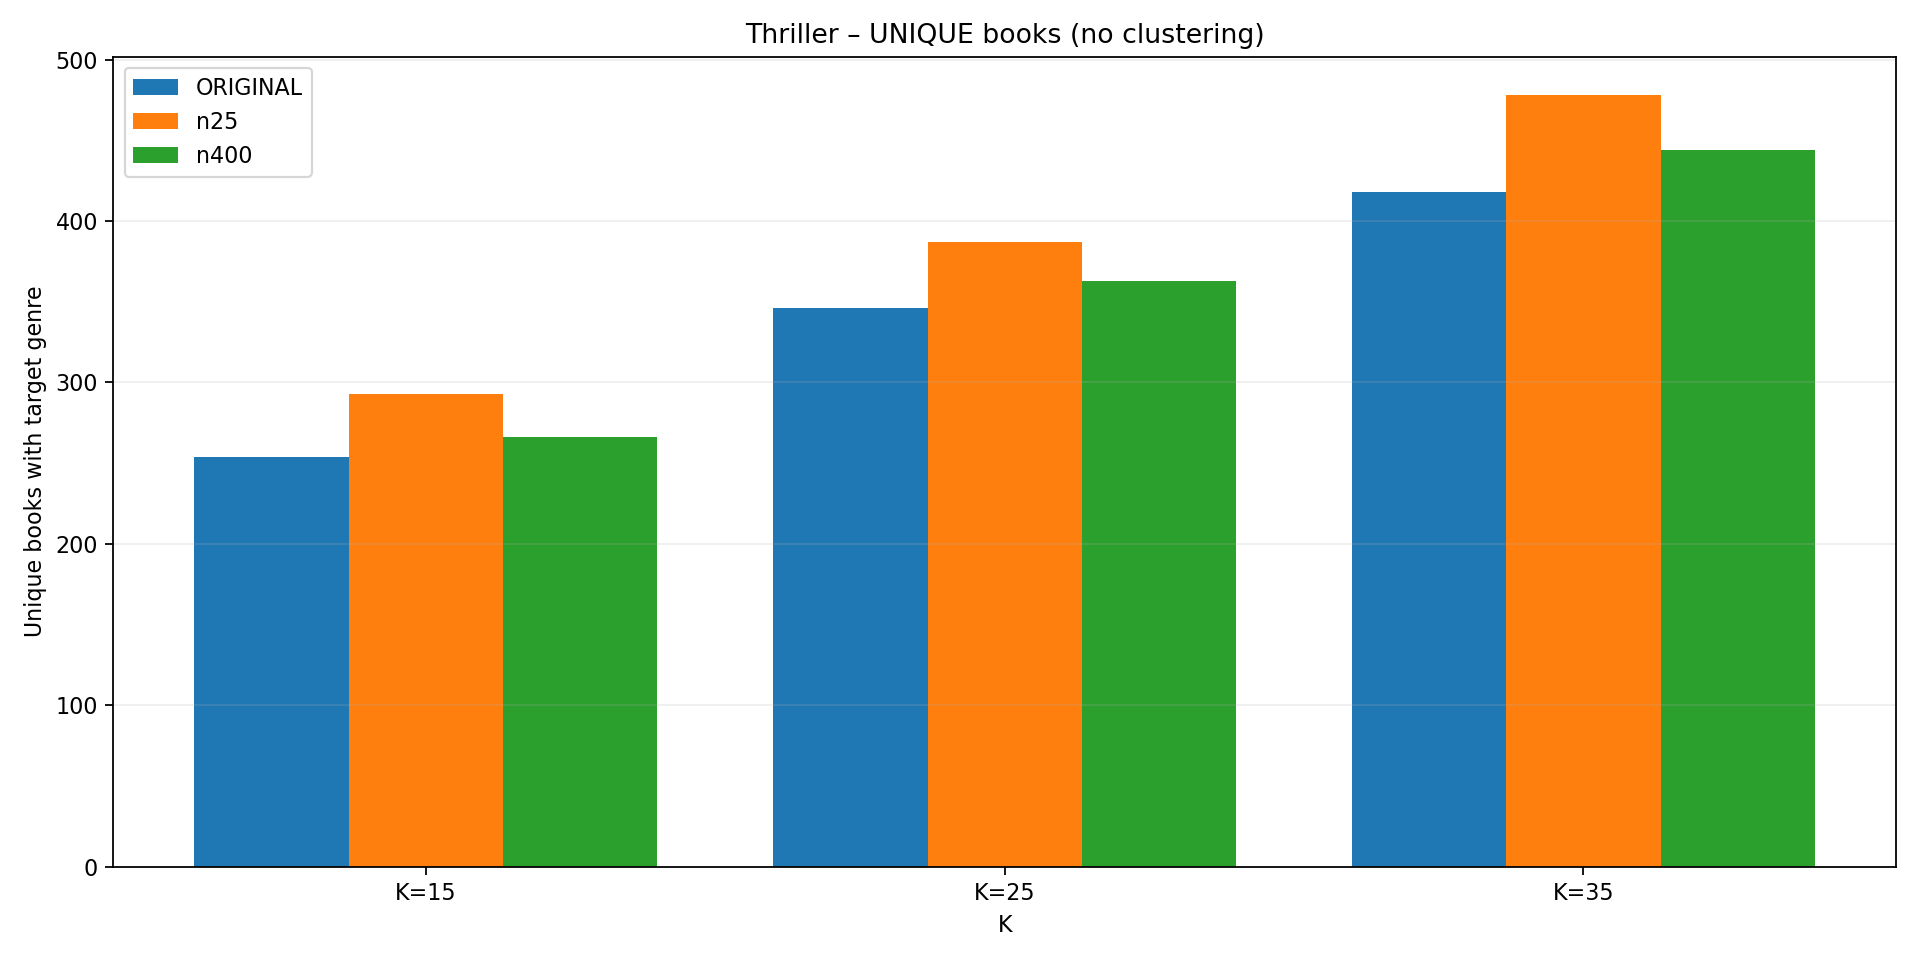 Thriller – UNIQUE books (no clustering)
ORIGINAL
n25
n400
Unique books with target genre
500
400
300
200
100
0
K=15 K=25 K=35
K